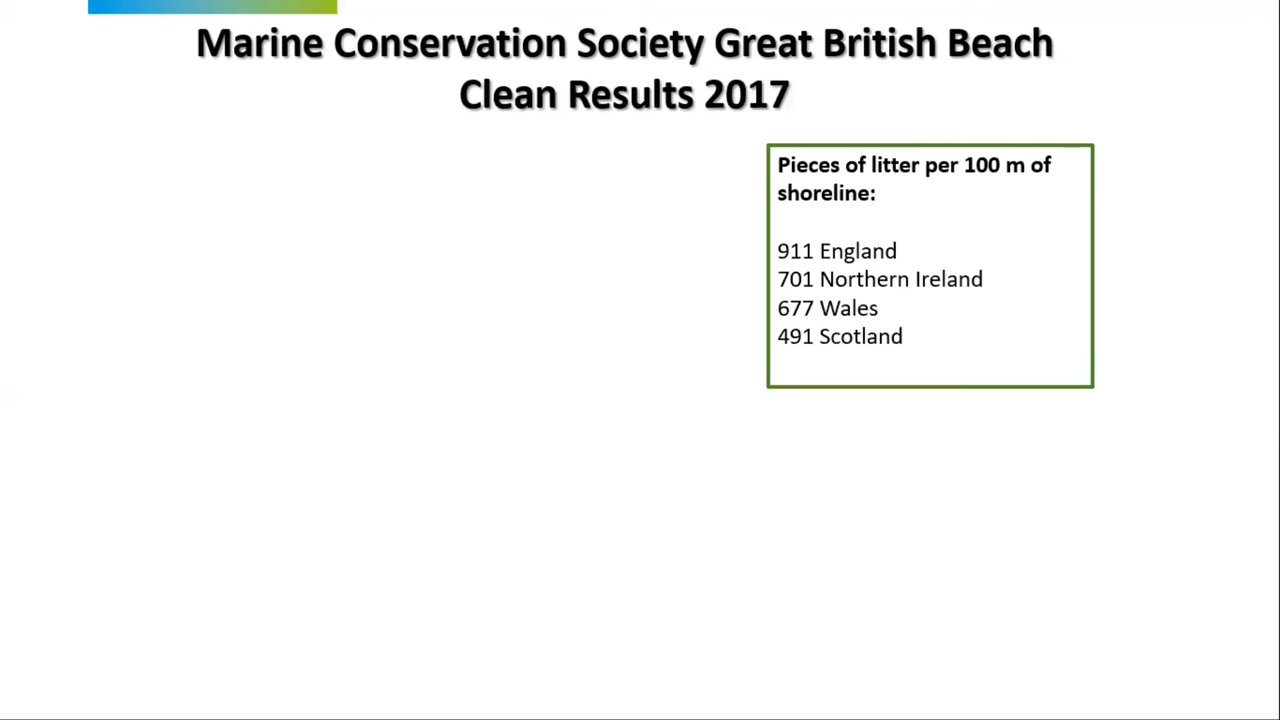 Marine Conservation Society Great British Beach
Clean Results 2017
Pieces of litter per 100 m of
shoreline:
911 England
701 Northern Ireland
677 Wales
491 Scotland